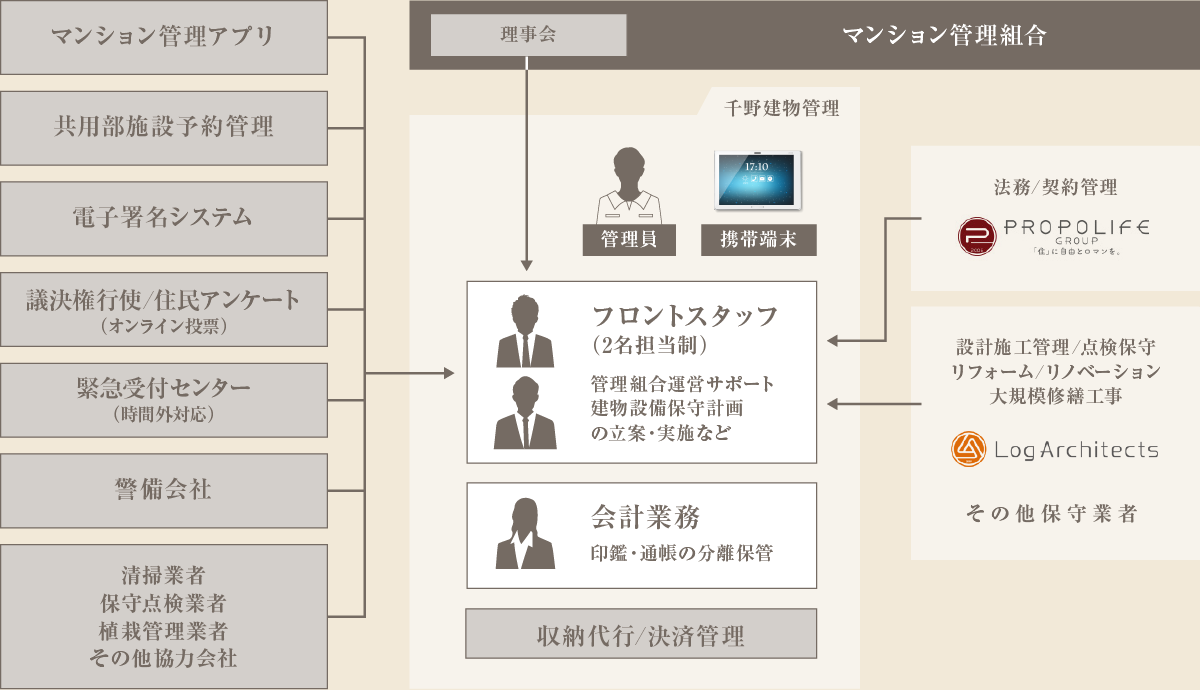 マンション管理アプリ
共用部施設予約管理
電子署名システム
議決権行使/住民アンケート
（オンライン投票）
緊急受付センター
（時間外対応）
警備会社
清掃業者
保守点検業者
植栽管理業者
その他協力会社
理事会
マンション管理組合
千野建物管理
17:10
管理員
携帯端末
フロントスタッフ
（2名担当制）
管理組合運営サポート
建物設備保守計画
の立案・実施など
会計業務
印鑑・通帳の分離保管
収納代行/決済管理
法務/契約管理
PROPOLIFE
GROUP
「住」に自由とロマンを。
設計施工管理/点検保守
リフォーム/リノベーション
大規模修繕工事
Log Architects
その他保守業者